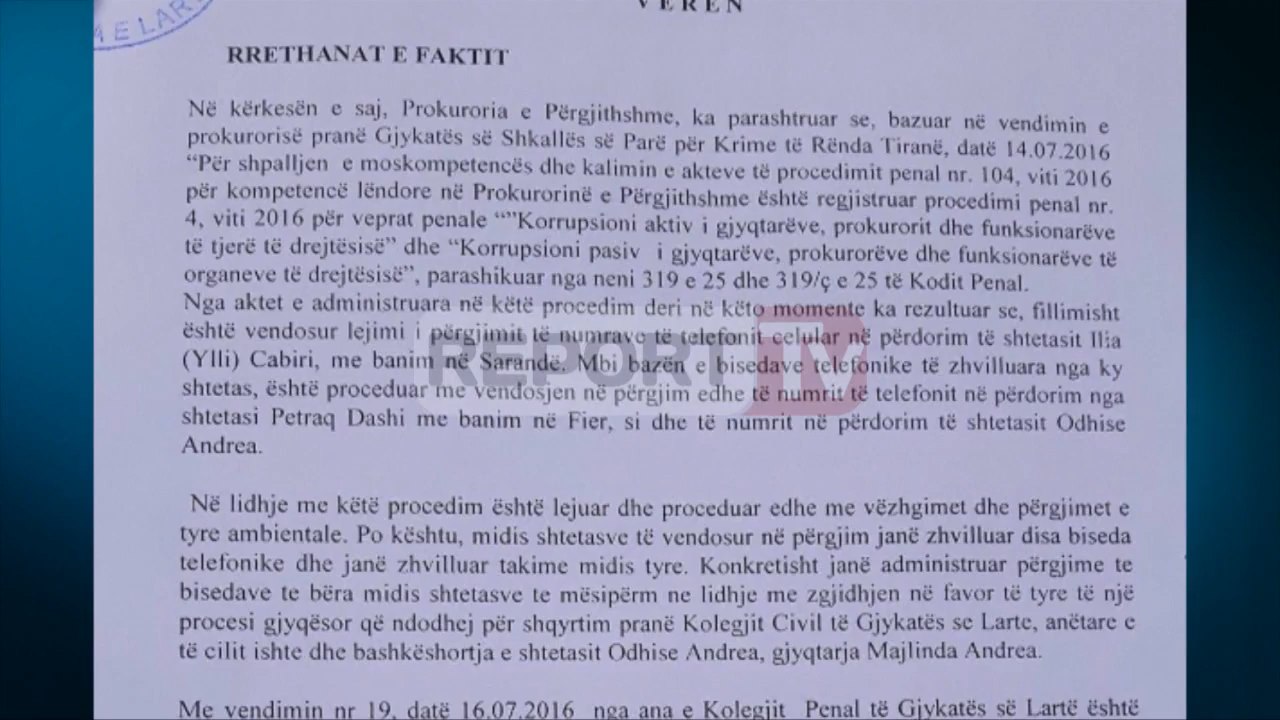 VEREN
A E LART
RRETHANAT E FAKTIT
Në kërkesën e saj, Prokuroria e Përgjithshme, ka parashtruar se, bazuar në vendimin e
prokurorisë pranë Gjykatës së Shkallës së Parë për Krime të Rënda Tiranë, datë 14.07.2016
“Për shpalljen e moskompetencës dhe kalimin e akteve të procedimit penal nr. 104, viti 2016
për kompetencë lëndore në Prokurorinë e Përgjithshme është regjistruar procedimi penal nr.
4, viti 2016 për veprat penale “”Korrupsioni aktiv i gjyqtarëve, prokurorit dhe funksionarëve
të tjerë të drejtësisë” dhe “Korrupsioni pasiv i gjyqtarëve, prokurorëve dhe funksionarëve të
organeve të drejtësisë”, parashikuar nga neni 319 e 25 dhe 319/ç e 25 të Kodit Penal.
Nga aktet e administruara në këtë procedim deri në këto momente ka rezultuar se, fillimisht
është vendosur lejimi i përgjimit të numrave të telefonit celular në përdorim të shtetasit Ilia
(Ylli) Cabiri, me banim në Sarandë. Mbi bazën e bisedave telefonike të zhvilluara nga ky
shtetas, është proceduar me vendosjen në përgjim edhe të numrit të telefonit në përdorim nga
shtetasi Petraq Dashi me banim në Fier, si dhe të numrit në përdorim të shtetasit Odhise
Andrea.
REPORT TV
Në lidhje me këtë procedim është lejuar dhe proceduar edhe me vëzhgimet dhe përgjimet e
tyre ambientale. Po kështu, midis shtetasve të vendosur në përgjim janë zhvilluar disa biseda
telefonike dhe janë zhvilluar takime midis tyre. Konkretisht janë administruar përgjime te
bisedave te bëra midis shtetasve te mësipërm ne lidhje me zgjidhjen në favor të tyre të një
procesi gjyqësor që ndodhej për shqyrtim pranë Kolegjit Civil të Gjykatës se Larte, anëtare e
të cilit ishte dhe bashkëshortja e shtetasit Odhise Andrea, gjyqtarja Majlinda Andrea.
Me vendimin nr 19, datë 16.07.2016 nga ana e Kolegjit Penal të Gjykatës së Lartë është